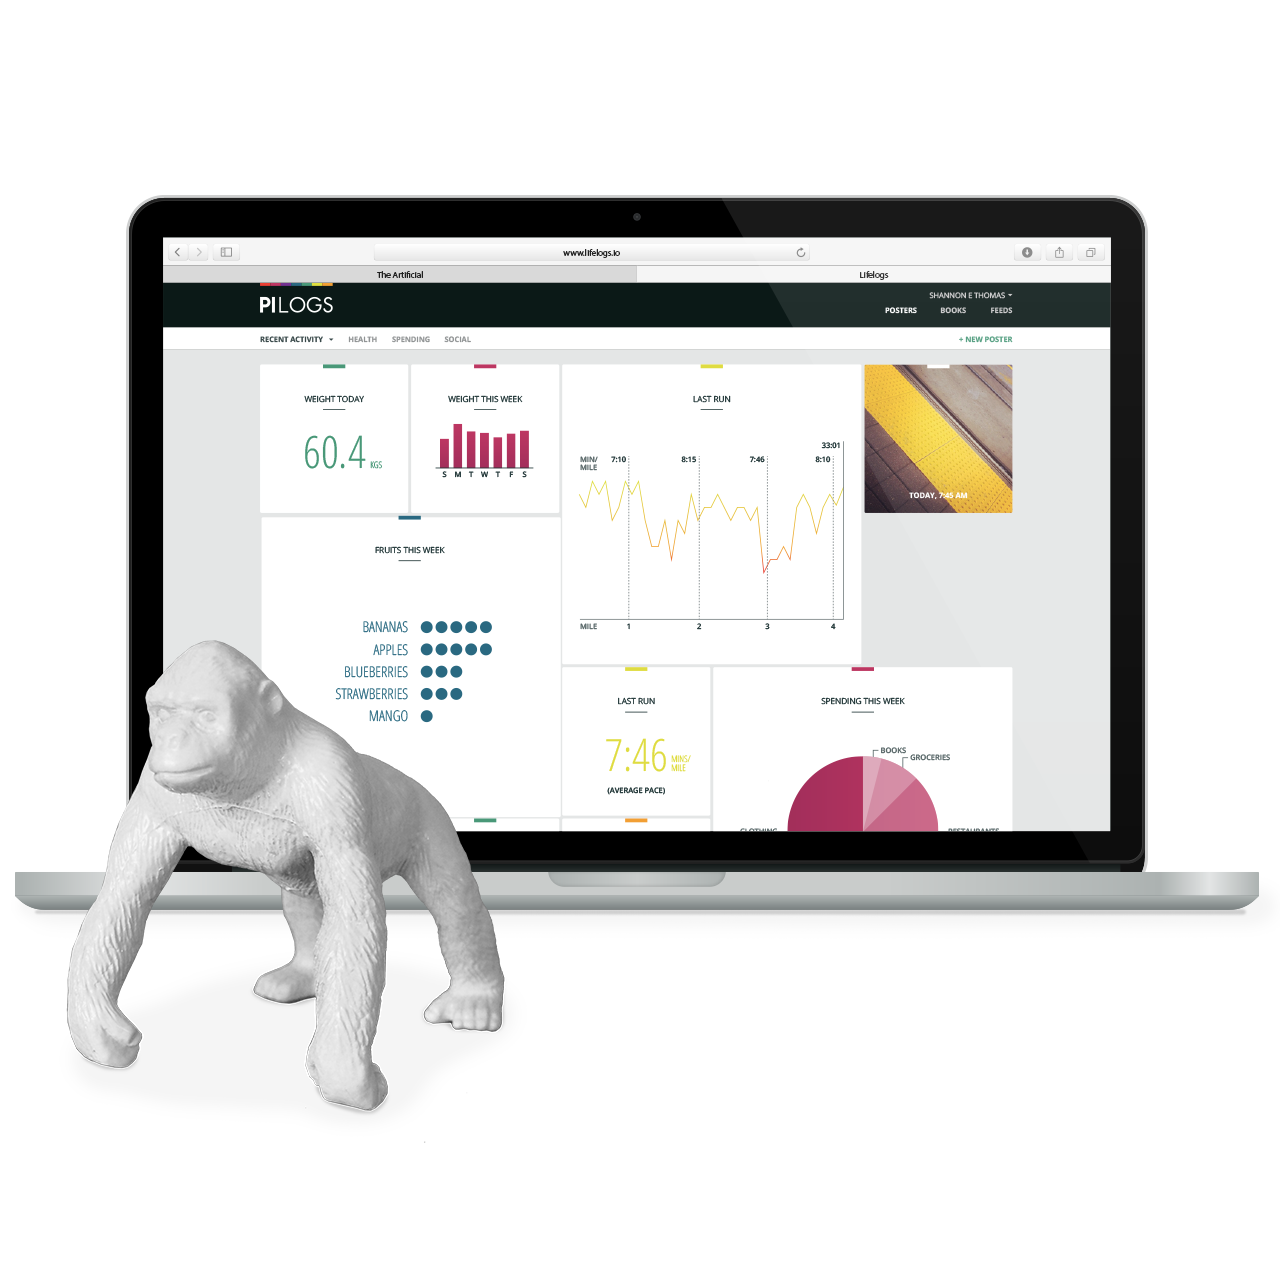 www.lifelogs.io
The Artificial
Lifelogs
PILOGS
SHANNON E THOMAS
POSTERS BOOKS FEEDS
RECENT ACTIVITY HEALTH SPENDING SOCIAL
+ NEW POSTER
WEIGHT TODAY
60.4 KGS
WEIGHT THIS WEEK
S M T W T F S
LAST RUN
33:01
MIN/
MILE
7:10 8:15 7:46 8:10
MILE 1 2 3 4
TODAY, 7:45 AM
FRUITS THIS WEEK
BANANAS
APPLES
BLUEBERRIES
STRAWBERRIES
MANGO
LAST RUN
7:46 MINS/
MILE
(AVERAGE PACE)
SPENDING THIS WEEK
BOOKS
GROCERIES
CLOTHING
RESTAURANTS